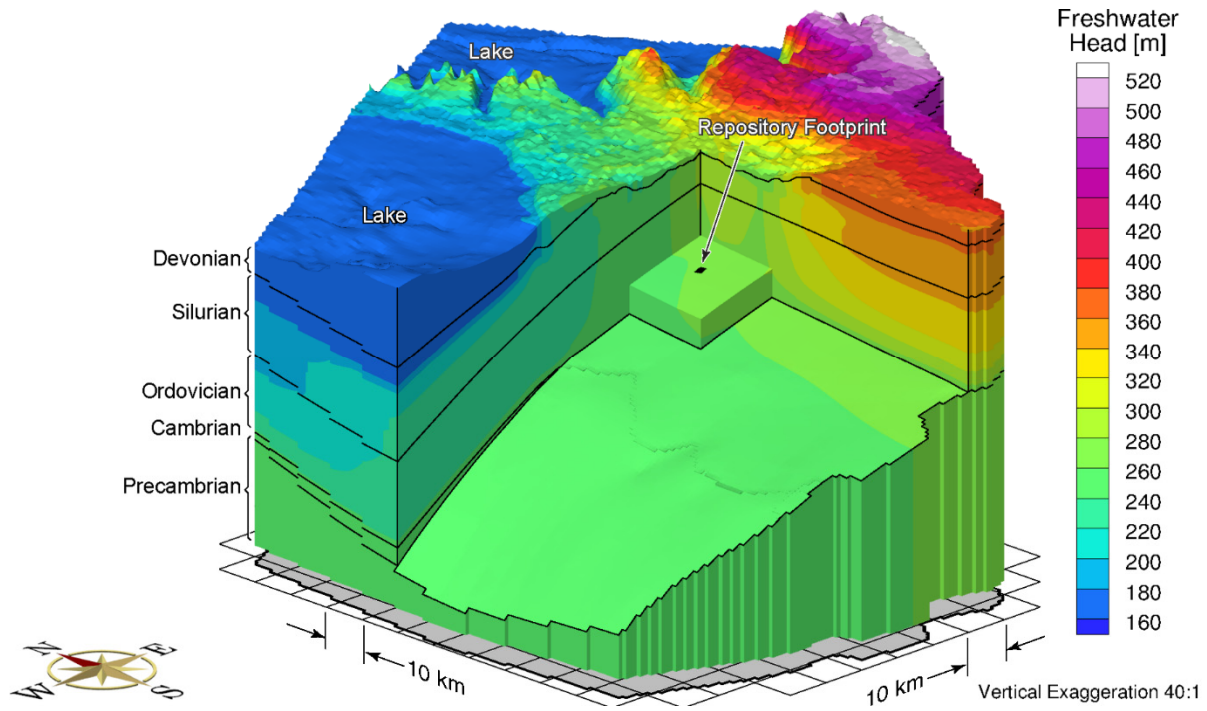 Freshwater
Head [m]
Lake
Repository Footprint
Lake
520
500
480
460
440
420
400
380
360
340
320
300
280
260
240
220
200
180
160
Devonian
Silurian
Ordovician
Cambrian
Precambrian
N
E
W
S
10 km
10 km
Vertical Exaggeration 40:1